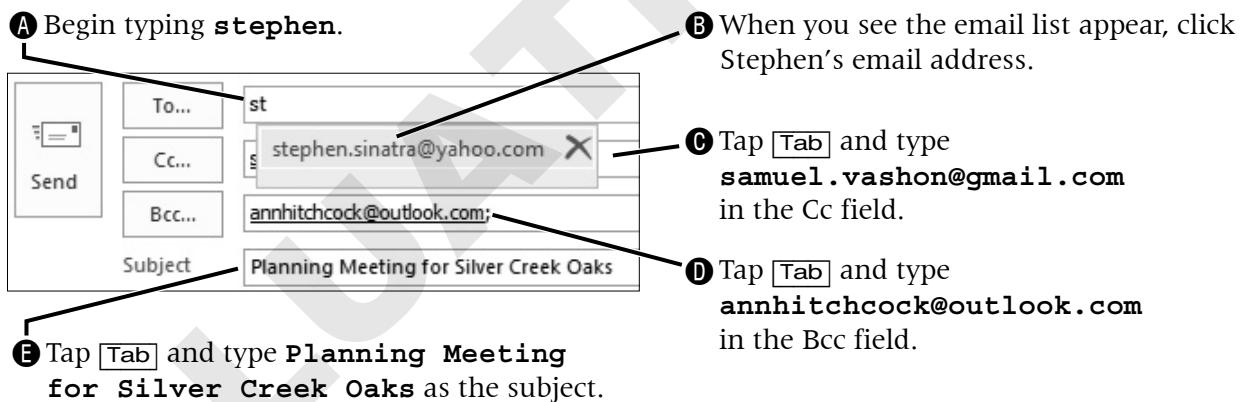 A Begin typing stephen.
B When you see the email list appear, click
Stephen's email address.
To...
st
stephen.sinatra@yahoo.com
Cc...
s
Send
Bcc...
annhitchcock@outlook.com;
Subject
Planning Meeting for Silver Creek Oaks
C Tap Tab and type
samuel.vashon@gmail.com
in the Cc field.
D Tap Tab and type
annhitchcock@outlook.com
in the Bcc field.
E Tap Tab and type Planning Meeting
for Silver Creek Oaks as the subject.